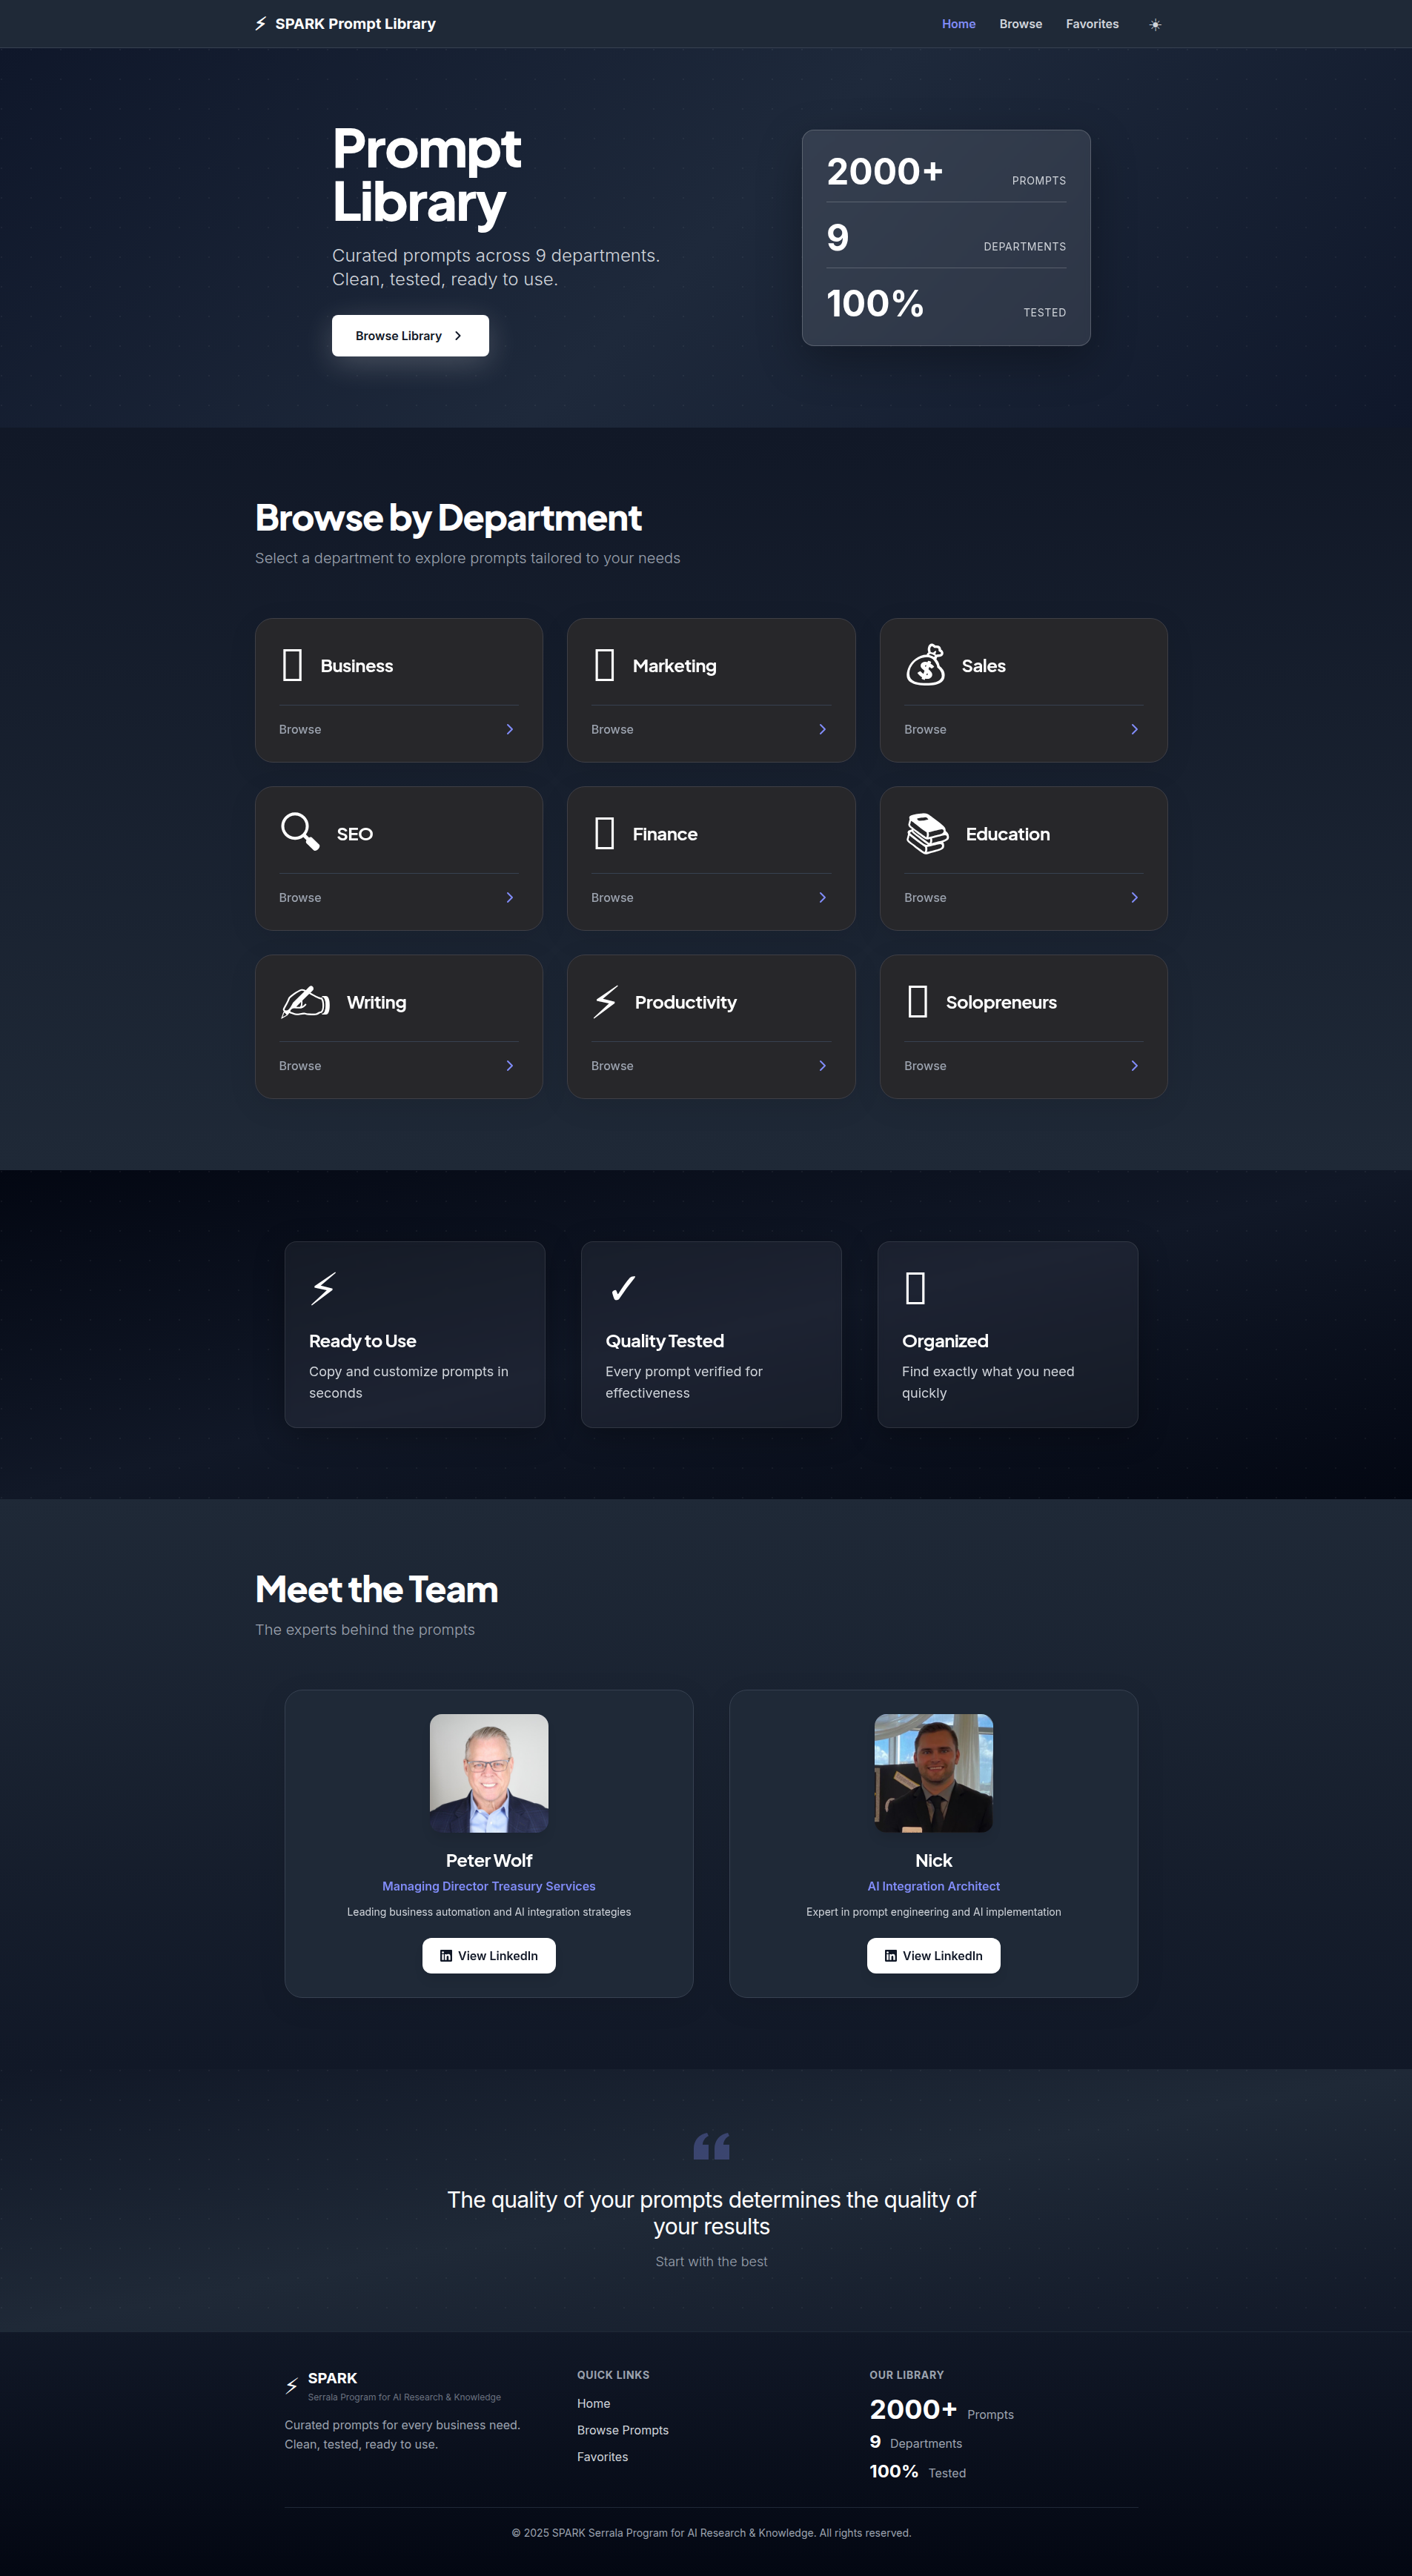 ⚡ SPARK Prompt Library
Home Browse Favorites
Prompt
Library
Curated prompts across 9 departments.
Clean, tested, ready to use.
Browse Library
2000+ PROMPTS
9 DEPARTMENTS
100% TESTED
Browse by Department
Select a department to explore prompts tailored to your needs
Business
Browse
Marketing
Browse
Sales
Browse
SEO
Browse
Finance
Browse
Education
Browse
Writing
Browse
Productivity
Browse
Solopreneurs
Browse
Ready to Use
Copy and customize prompts in
seconds
Quality Tested
Every prompt verified for
effectiveness
Organized
Find exactly what you need
quickly
Meet the Team
The experts behind the prompts
Peter Wolf
Managing Director Treasury Services
Leading business automation and AI integration strategies
View LinkedIn
Nick
AI Integration Architect
Expert in prompt engineering and AI implementation
View LinkedIn
The quality of your prompts determines the quality of
your results
Start with the best
SPARK
Serrala Program for AI Research & Knowledge
Curated prompts for every business need.
Clean, tested, ready to use.
QUICK LINKS
Home
Browse Prompts
Favorites
OUR LIBRARY
2000+ Prompts
9 Departments
100% Tested
© 2025 SPARK Serrala Program for AI Research & Knowledge. All rights reserved.